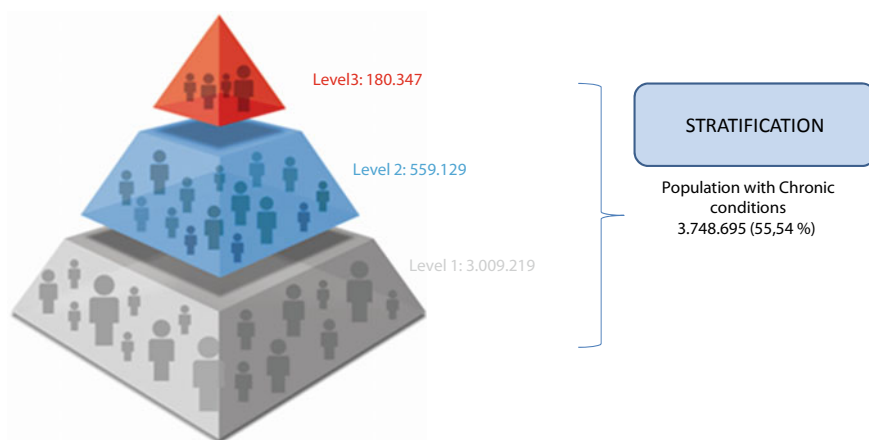 Level3: 180.347
Level 2: 559.129
Level 1: 3.009.219
STRATIFICATION
Population with Chronic
conditions
3.748.695 (55,54 %)